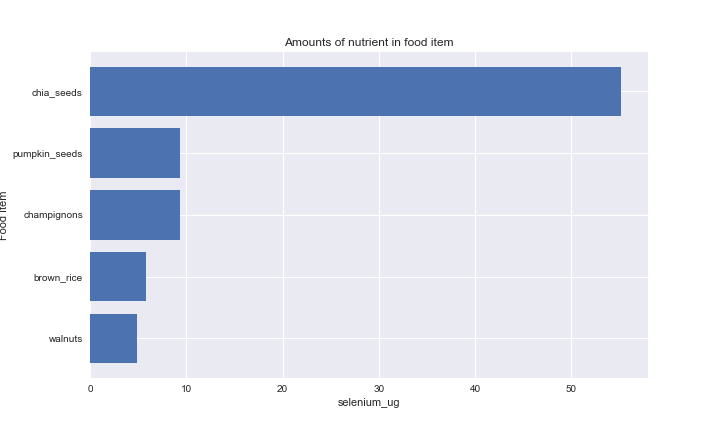 Amounts of nutrient in food item
Food item
chia_seeds
pumpkin_seeds
champignons
brown_rice
walnuts
0 10 20 30 40 50
selenium_ug